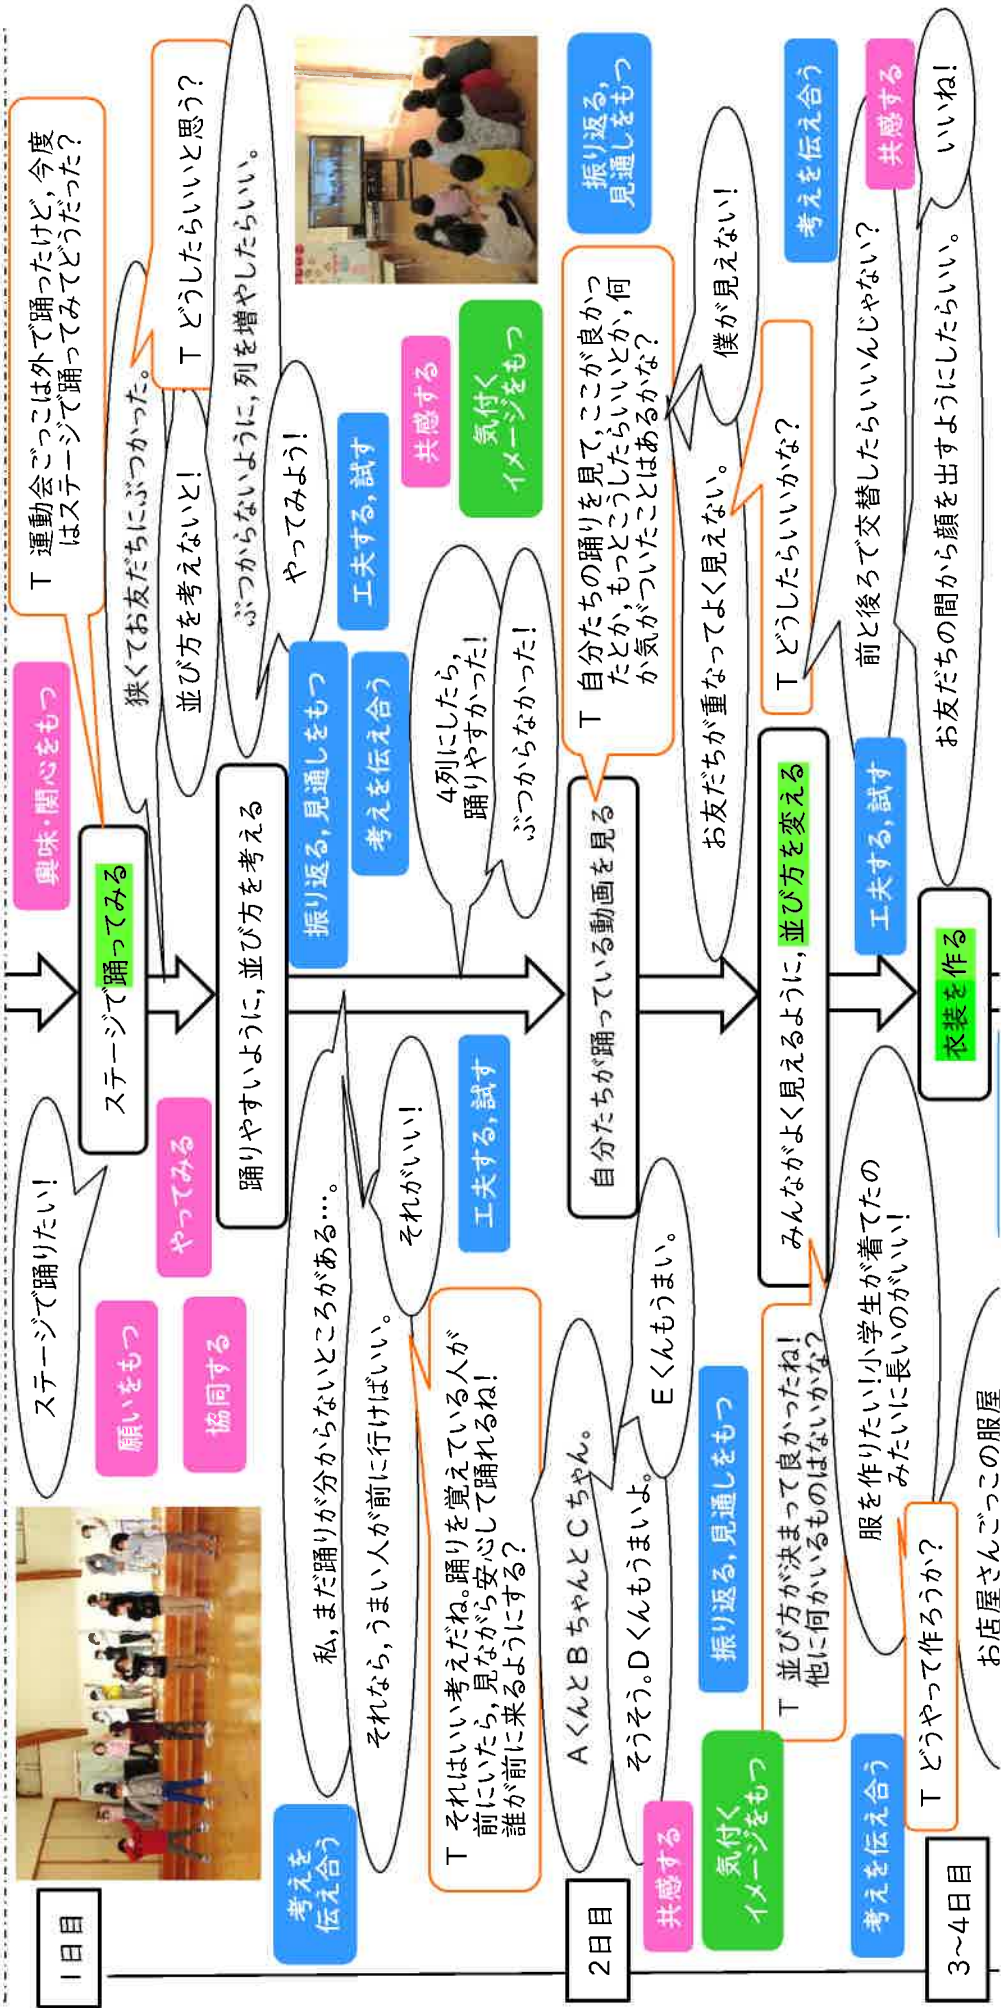 1日目
ステージで踊りたい!
願いをもつ
協同する
やってみる
興味・関心をもつ
ステージで踊ってみる
T 運動会ごっこは外で踊ったけど,今度
はステージで踊ってみてどうだった?
狭くてお友だちにぶつかった。
並び方を考えないと!
T どうしたらいいと思う?
ぶつからないように,列を増やしたらいい。
やってみよう!
踊りやすいように,並び方を考える
考えを
伝え合う
私,まだ踊りが分からないところがある…。
それなら,うまい人が前に行けばいい。
それがいい!
振り返る,見通しをもつ
考えを伝え合う
工夫する,試す
共感する
気付く
イメージをもつ
T それはいい考えだね。踊りを覚えている人が
前にいたら,見ながら安心して踊れるね!
誰が前に来るようにする?
工夫する,試す
4列にしたら,
踊りやすかった!
ぶつからなかった!
AくんとBちゃんとCちゃん。
そうそう。Dくんもうまいよ。
Eくんもうまい。
2日目
共感する
気付く
イメージをもつ
自分たちが踊っている動画を見る
T 自分たちの踊りを見て,ここが良かっ
たとか,もっとこうしたらいいとか,何
か気がついたことはあるかな?
振り返る,
見通しをもつ
お友だちが重なってよく見えない。
僕が見えない!
振り返る,見通しをもつ
みんながよく見えるように,並び方を変える
T どうしたらいいかな?
考えを伝え合う
前と後ろで交替したらいいんじゃない?
共感する
お友だちの間から顔を出すようにしたらいい。
いいね!
工夫する,試す
T 並び方が決まって良かったね!
他に何かいるものはないかな?
考えを伝え合う
服を作りたい!小学生が着てたの
みたいに長いのがいい!
T どうやって作ろうか?
3~4日目
衣装を作る
お店屋さんごっこの服屋